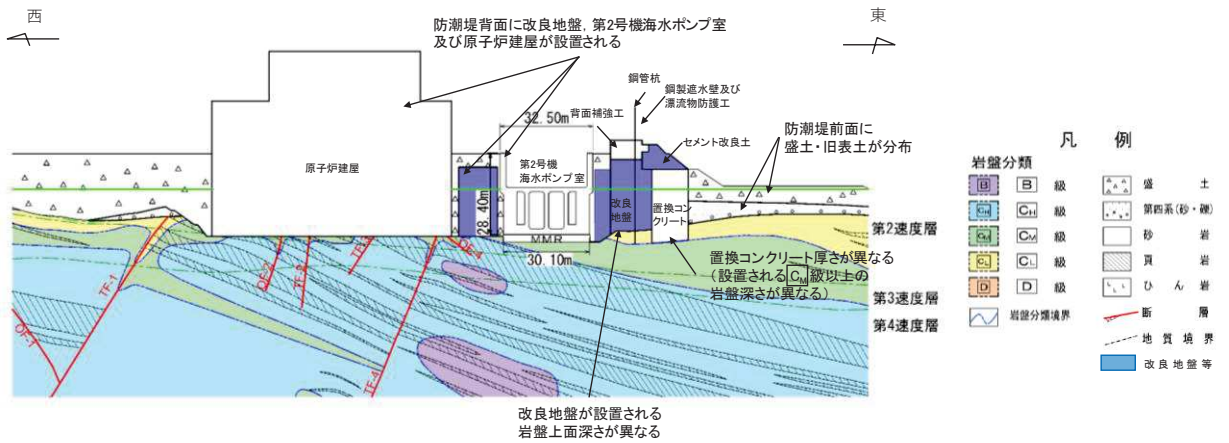 西
東
防潮堤背面に改良地盤，第2号機海水ポンプ室
及び原子炉建屋が設置される
鋼管杭
鋼製遮水壁及び
漂流物防護工
背面補強工
32.50m
セメント改良土
防潮堤前面に
盛土・旧表土が分布
原子炉建屋
第2号機
海水ポンプ室
28.40m
改良
地盤
置換コン
クリート
MMR
30.10m
第2速度層
置換コンクリート厚さが異なる
（設置されるCM級以上の
岩盤深さが異なる）
第3速度層
第4速度層
TF-1
OF-4
TF-4
改良地盤が設置される
岩盤上面深さが異なる
凡 例
岩盤分類
B B 級
CH CH 級
CM CM 級
CL CL 級
D D 級
岩盤分類境界
盛 土
第四系(砂・礫)
砂 岩
頁 岩
ひ ん 岩
断 層
地 質 境 界
改 良 地 盤 等